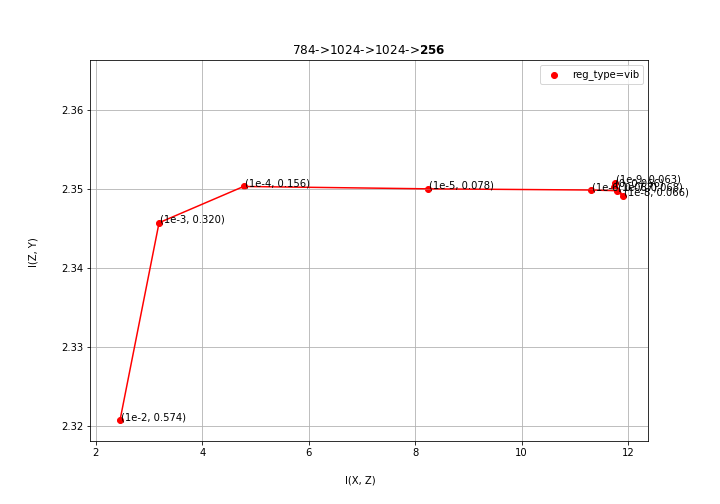 784->1024->1024->256
reg_type=vib
2.36
2.35
2.34
2.33
2.32
I(Z, Y)
(1e-9, 0.063)
(1e-4, 0.156)
(1e-5, 0.078)
(1e-8, 0.066)
(1e-3, 0.320)
(1e-2, 0.574)
2
4
6
8
10
12
I(X, Z)